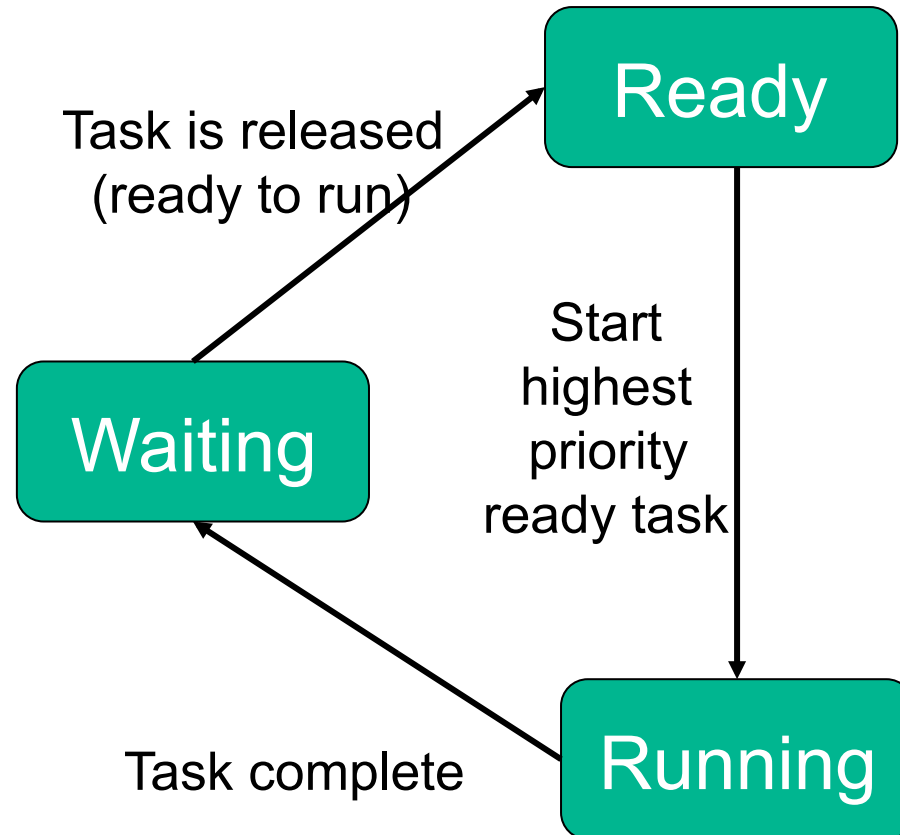 Ready
Task is released
(ready to run)
Start
highest
priority
ready task
Waiting
Task complete
Running